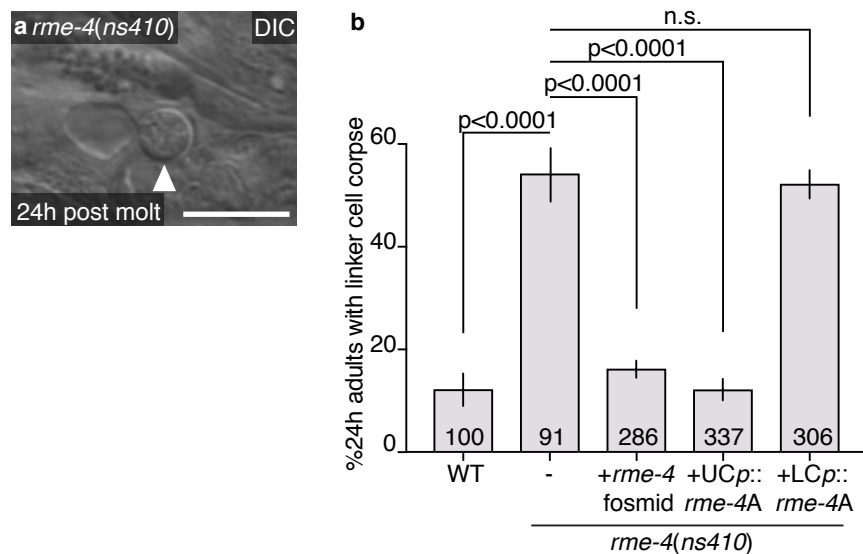 a rme-4(ns410) DIC
24h post molt
b
n.s.
p<0.0001
p<0.0001
p<0.0001
%24h adults with linker cell corpse
60
40
20
0
100 91 286 337 306
WT - +rme-4 +UCp:: +LCp::
fosmid rme-4A rme-4A
rme-4(ns410)